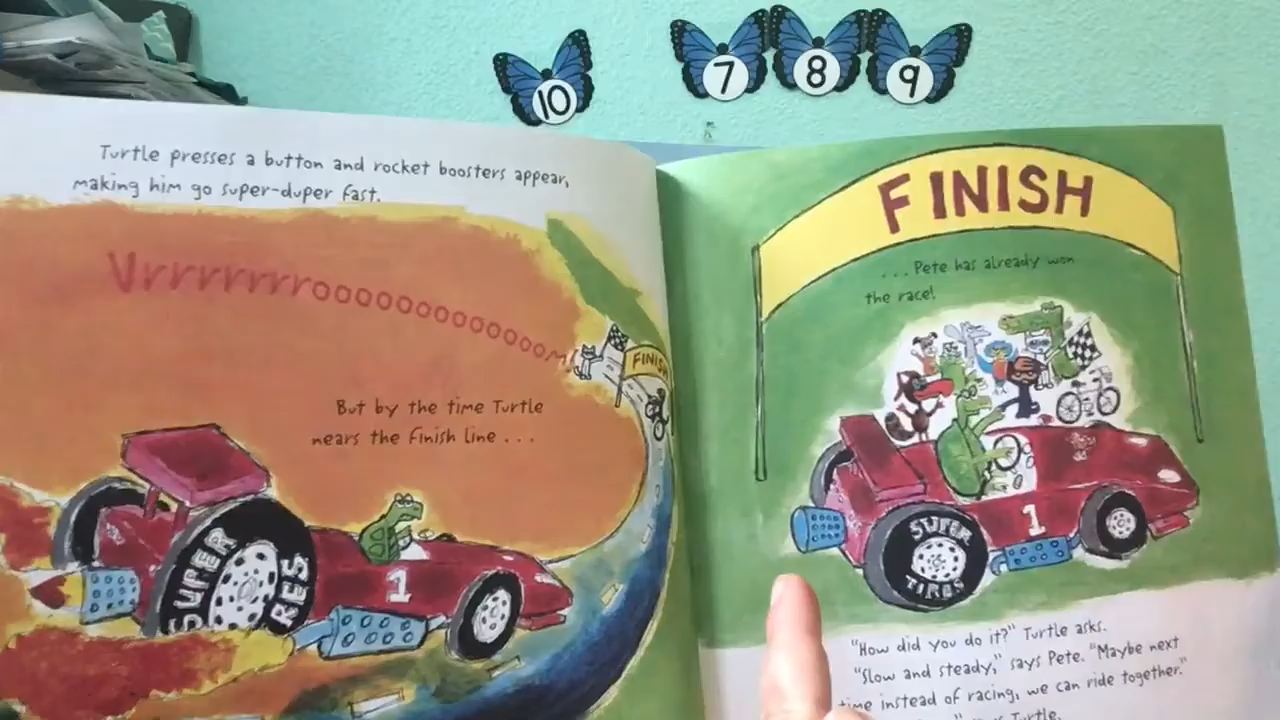 10
7
8
9
Turtle presses a button and rocket boosters appear,
making him go super-duper fast.
Vrrrrrrrooooooooooooom!
But by the time Turtle
nears the finish line . . .
FINISH
1
SUPER
RES
FINISH
. . . Pete has already won
the race!
1
SUPER
TIRES
"How did you do it?" Turtle asks.
"Slow and steady," says Pete. "Maybe next
time instead of racing, we can ride together."
Turtle.